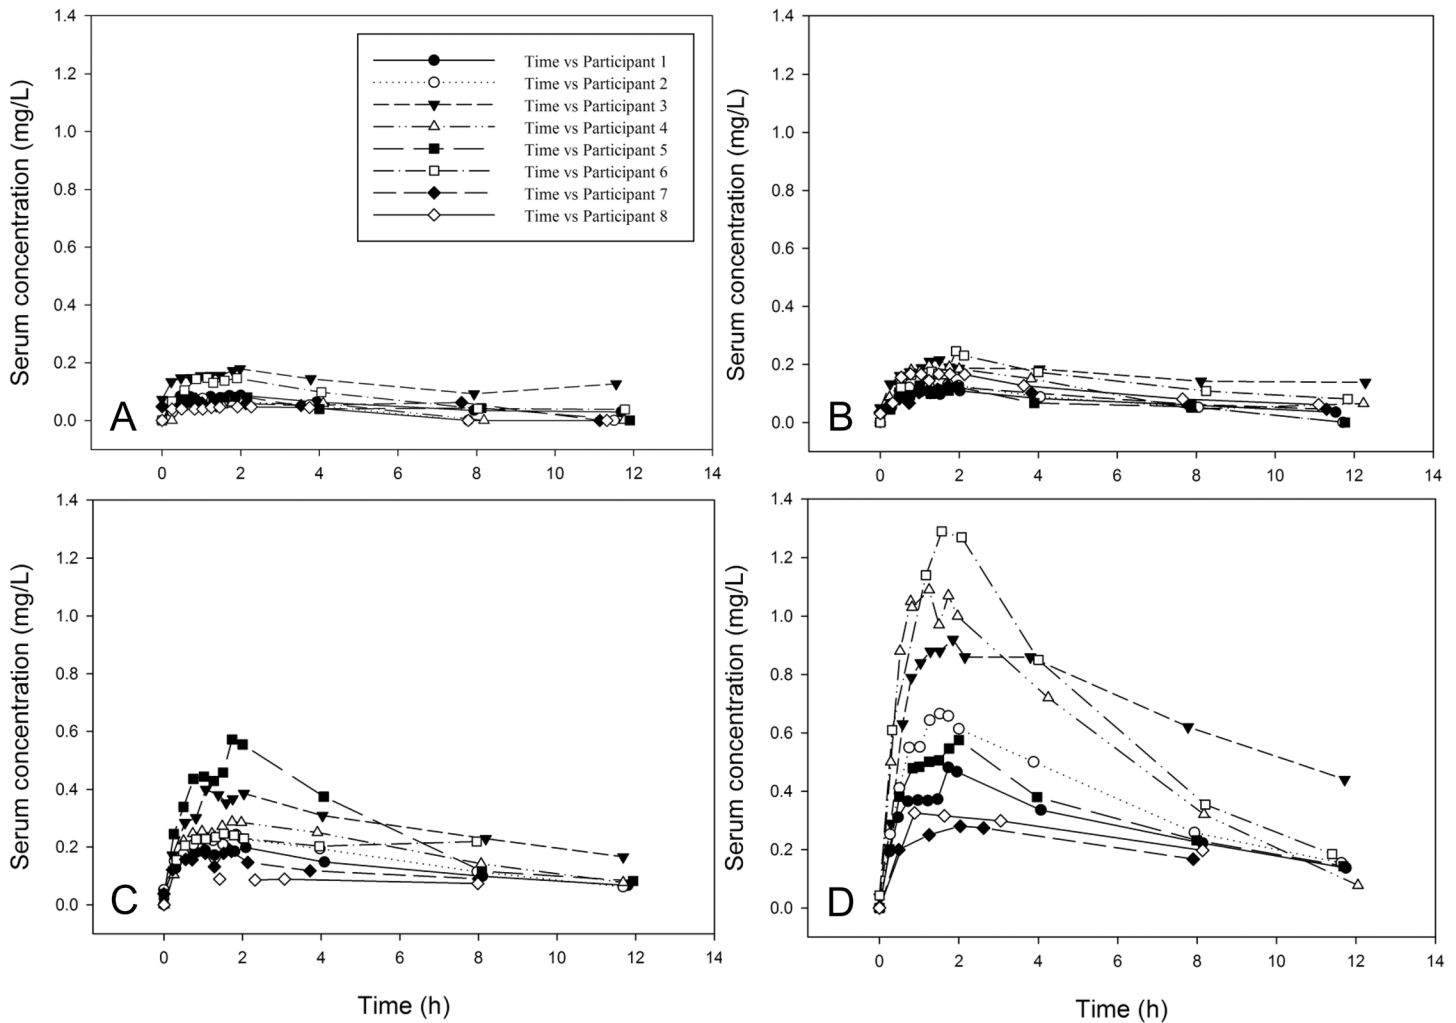 1.4
1.2
1.0
0.8
0.6
0.4
0.2
0.0
Serum concentration (mg/L)
Time vs Participant 1
Time vs Participant 2
Time vs Participant 3
Time vs Participant 4
Time vs Participant 5
Time vs Participant 6
Time vs Participant 7
Time vs Participant 8
A
0 2 4 6 8 10 12 14
1.4
1.2
1.0
0.8
0.6
0.4
0.2
0.0
Serum concentration (mg/L)
B
0 2 4 6 8 10 12 14
1.4
1.2
1.0
0.8
0.6
0.4
0.2
0.0
Serum concentration (mg/L)
C
0 2 4 6 8 10 12 14
Time (h)
1.4
1.2
1.0
0.8
0.6
0.4
0.2
0.0
Serum concentration (mg/L)
D
0 2 4 6 8 10 12 14
Time (h)